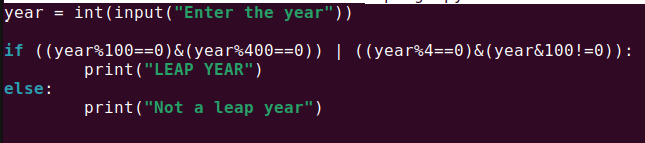 year = int(input("Enter the year"))
if ((year%100==0)&(year%400==0)) | ((year%4==0)&(year&100!=0)):
print("LEAP YEAR")
else:
print("Not a leap year")